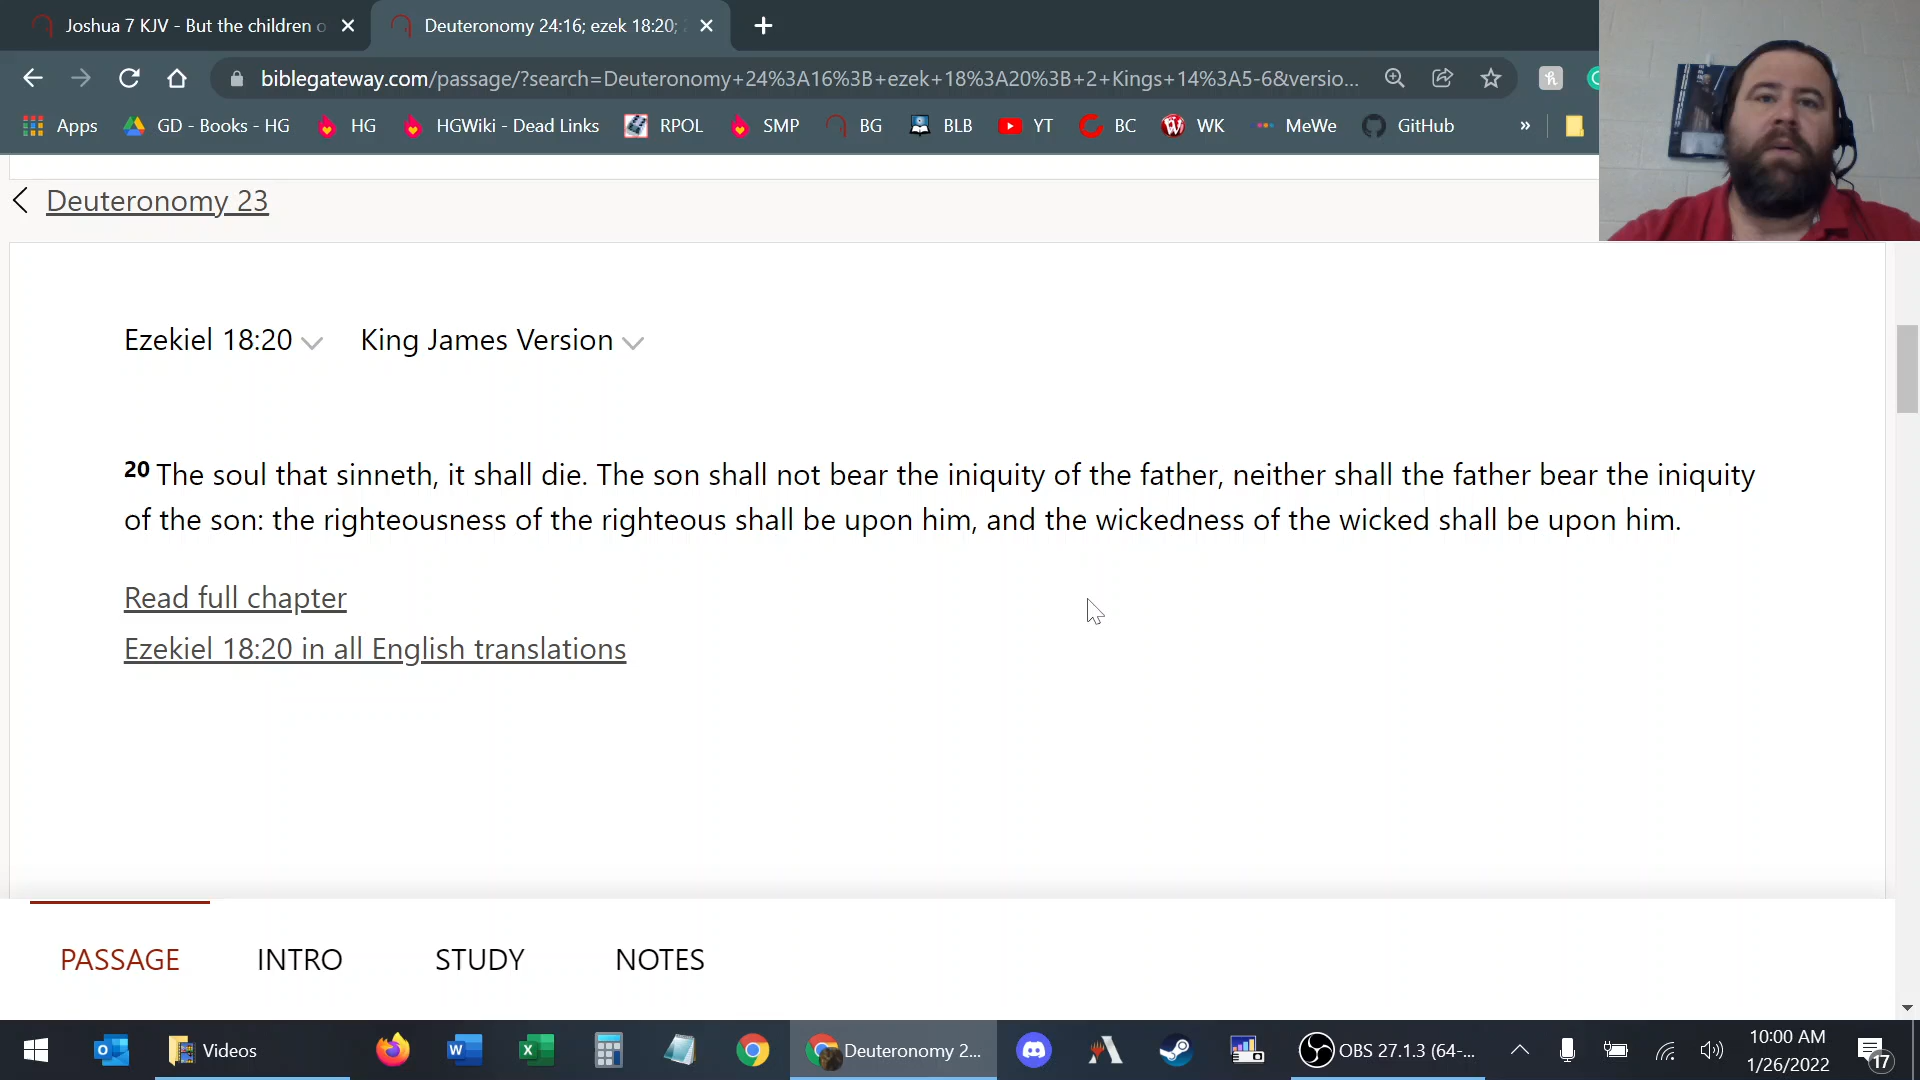 Joshua 7 KJV - But the children o
Deuteronomy 24:16; ezek 18:20; 2
biblegateway.com/passage/?search=Deuteronomy+24%3A16%3B+ezek+18%3A20%3B+2+Kings+14%3A5-6&versio...
Apps
GD - Books - HG
HG
HGWiki - Dead Links
RPOL
SMP
BG
BLB
YT
BC
WK
MeWe
GitHub
»
Deuteronomy 23
Ezekiel 18:20
King James Version
20 The soul that sinneth, it shall die. The son shall not bear the iniquity of the father, neither shall the father bear the iniquity
of the son: the righteousness of the righteous shall be upon him, and the wickedness of the wicked shall be upon him.
Read full chapter
Ezekiel 18:20 in all English translations
PASSAGE
INTRO
STUDY
NOTES
Videos
Deuteronomy 2...
OBS 27.1.3 (64-...
10:00 AM
1/26/2022
17